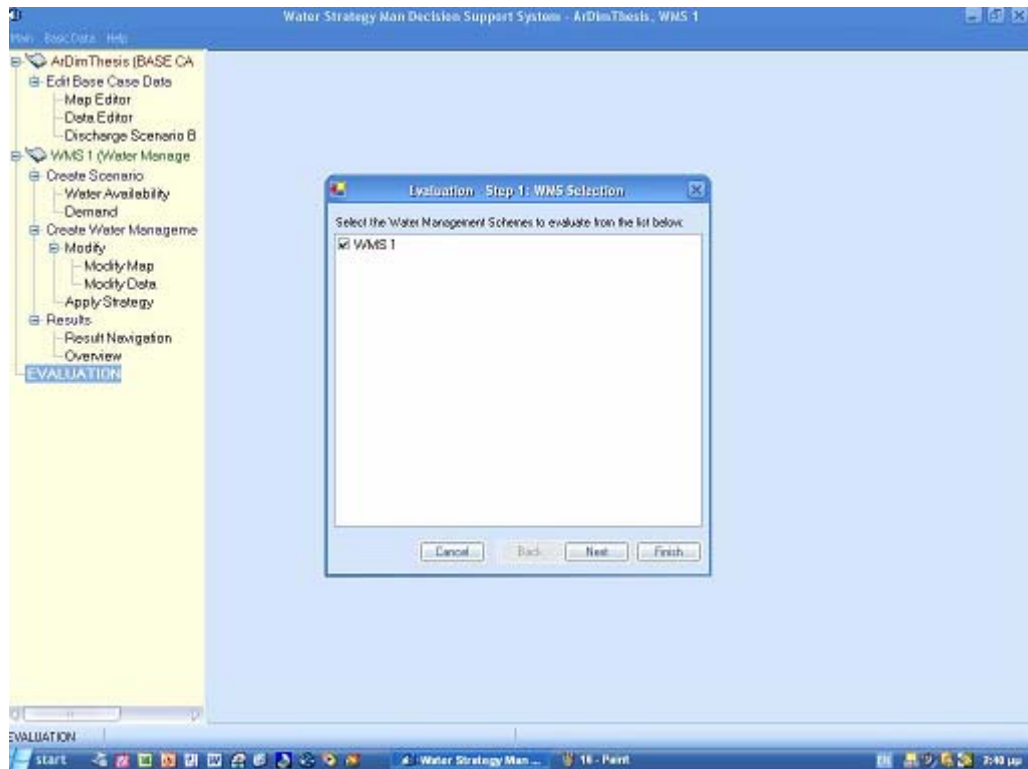 Water Strategy Man Decision Support System - ArDimThesis, WMS 1
Main Basic Data Help
ArDimThesis (BASE CA
Edit Base Case Data
Map Editor
Data Editor
Discharge Scenario B
WMS 1 (Water Manage
Create Scenario
Water Availability
Demand
Create Water Manageme
Modify
Modify Map
Modify Data
Apply Strategy
Results
Result Navigation
Overview
EVALUATION
Evaluation - Step 1: WMS Selection
Select the Water Management Schemes to evaluate from the list below:
WMS 1
Cancel Back Next Finish
EVALUATION
start Water Strategy Man ... 16 - Paint EN 2:40 μμ